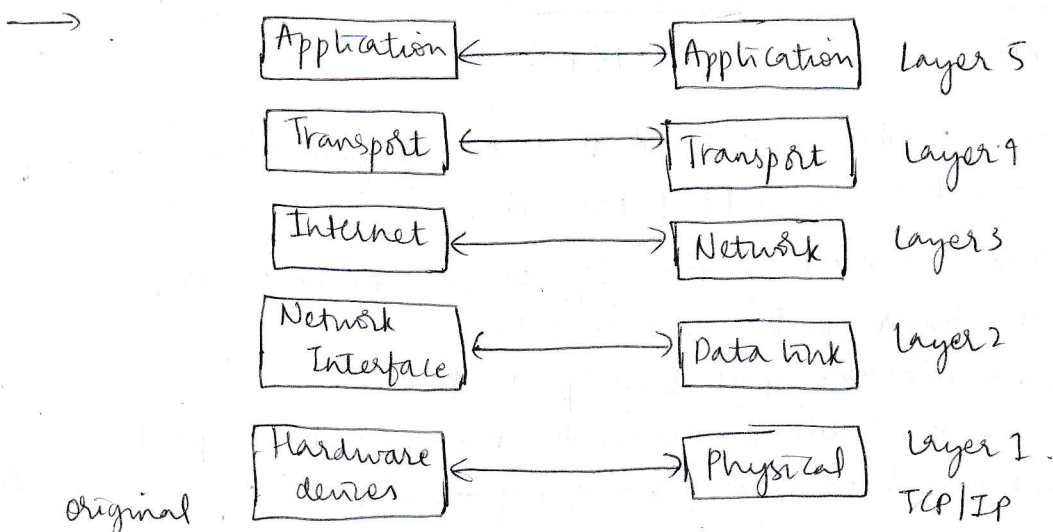 Application Application Layer 5
Transport Transport Layer 4
Internet Network Layer 3
Network
Interface Data link Layer 2
Hardware
devices Physical Layer 1.
original TCP/IP